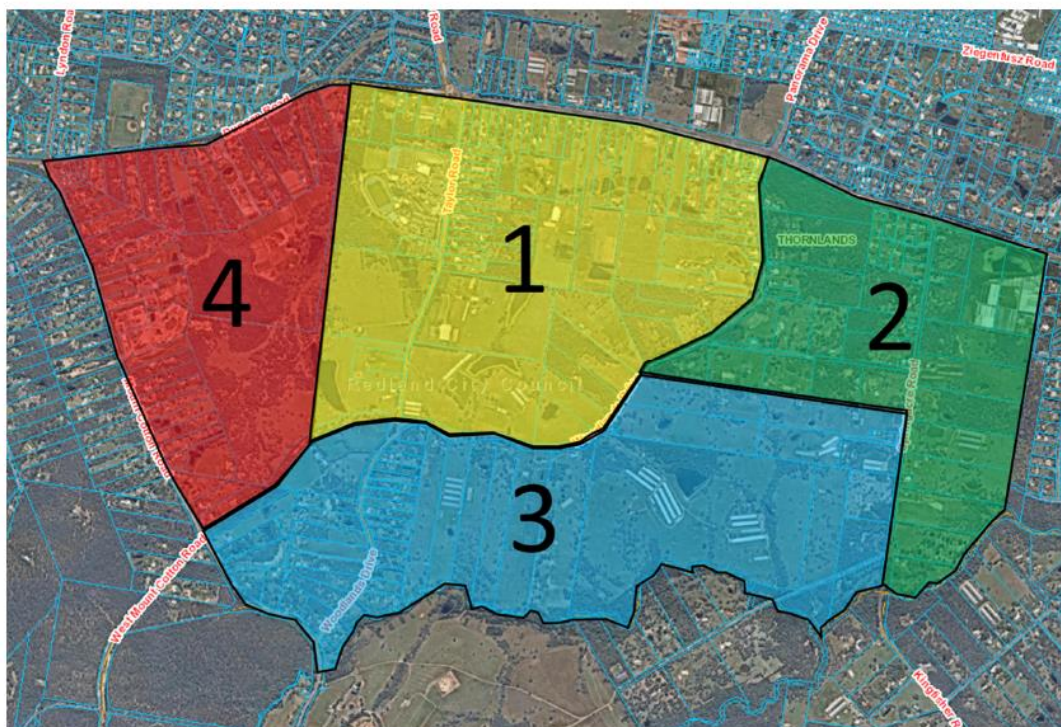 Lyndon Road
Road
Panorama Drive
Ziegenfusz Road
Taylor Road
THORNLANDS
1
4
2
Redland City Council
3
Woodlands Drive
West Mount Cotton Road